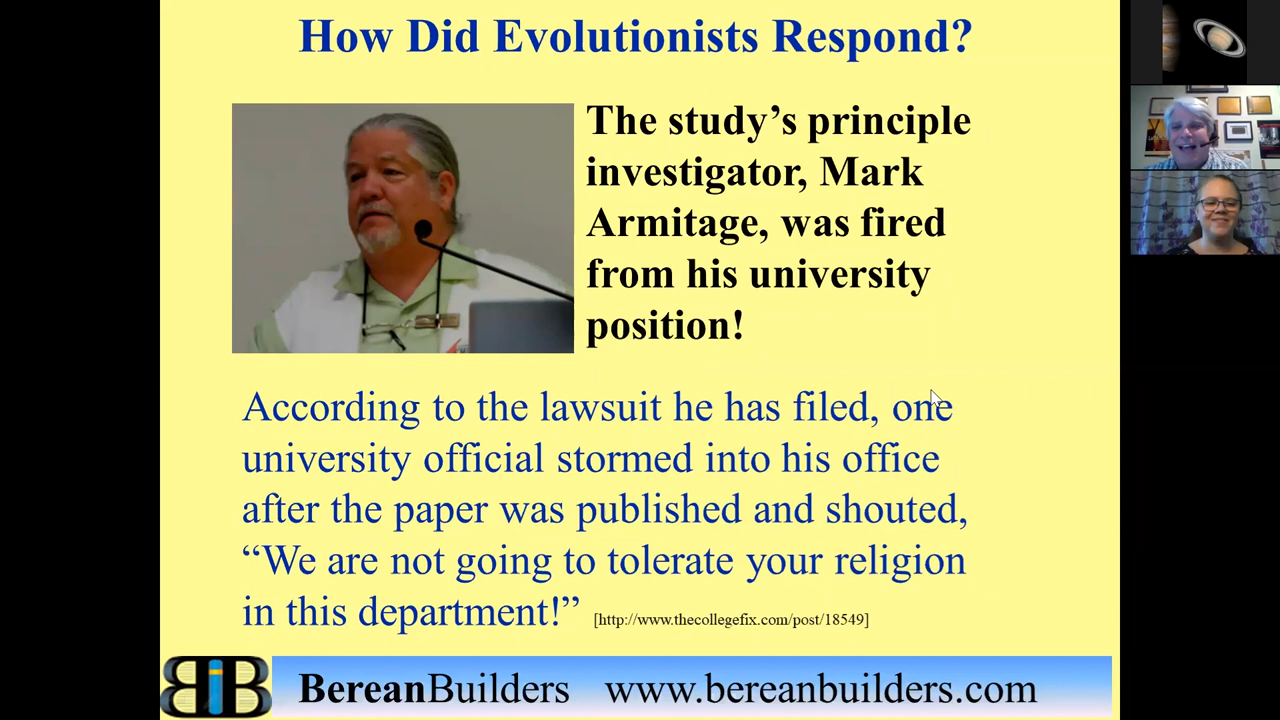 How Did Evolutionists Respond?
The study’s principle
investigator, Mark
Armitage, was fired
from his university
position!
According to the lawsuit he has filed, one
university official stormed into his office
after the paper was published and shouted,
“We are not going to tolerate your religion
in this department!” [http://www.thecollegefix.com/post/18549]
BiB BereanBuilders www.bereanbuilders.com